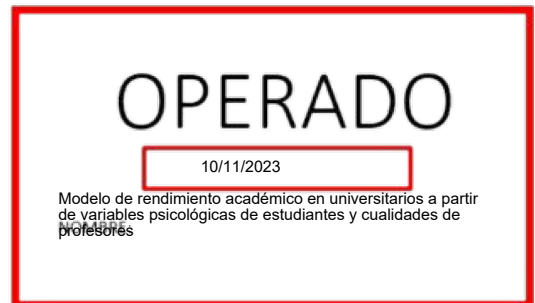 OPERADO
10/11/2023
Modelo de rendimiento académico en universitarios a partir
de variables psicológicas de estudiantes y cualidades de
profesores
NOMBRE: